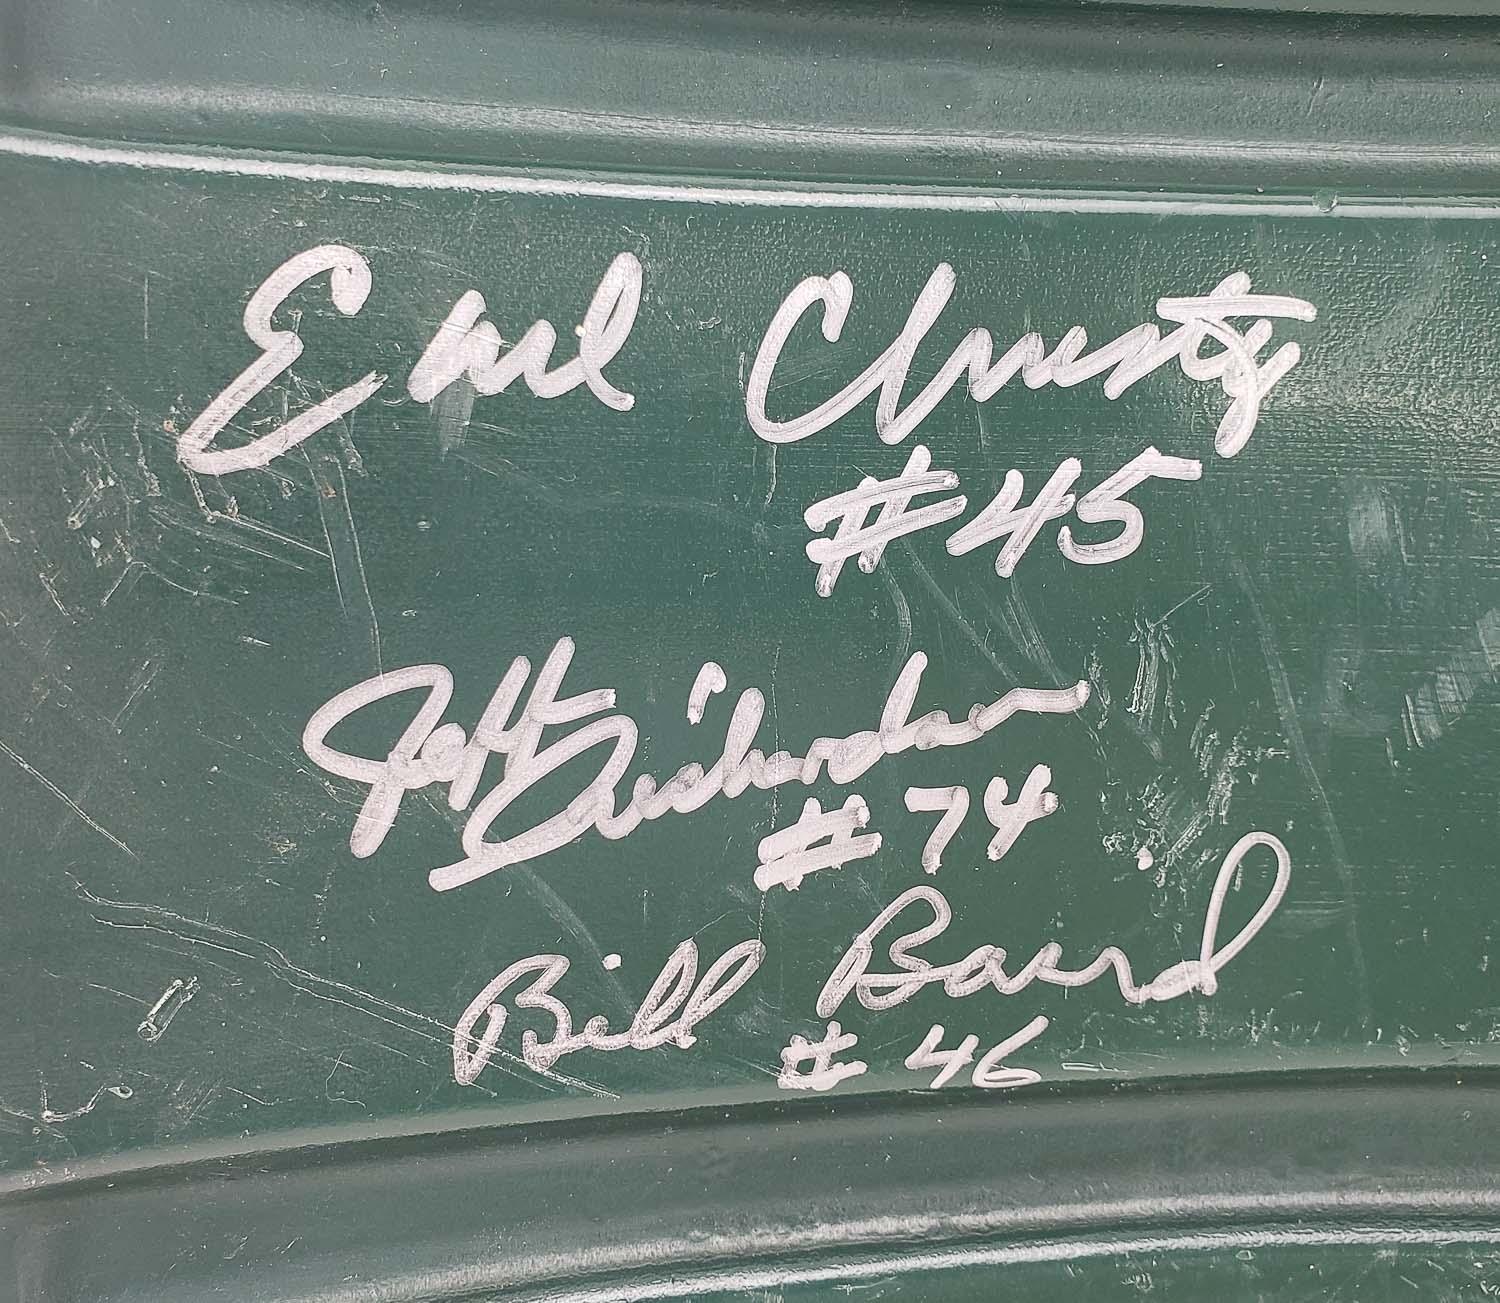 Earl Christy
#45
Jeff Richardson
#74
Bill Baird
#46